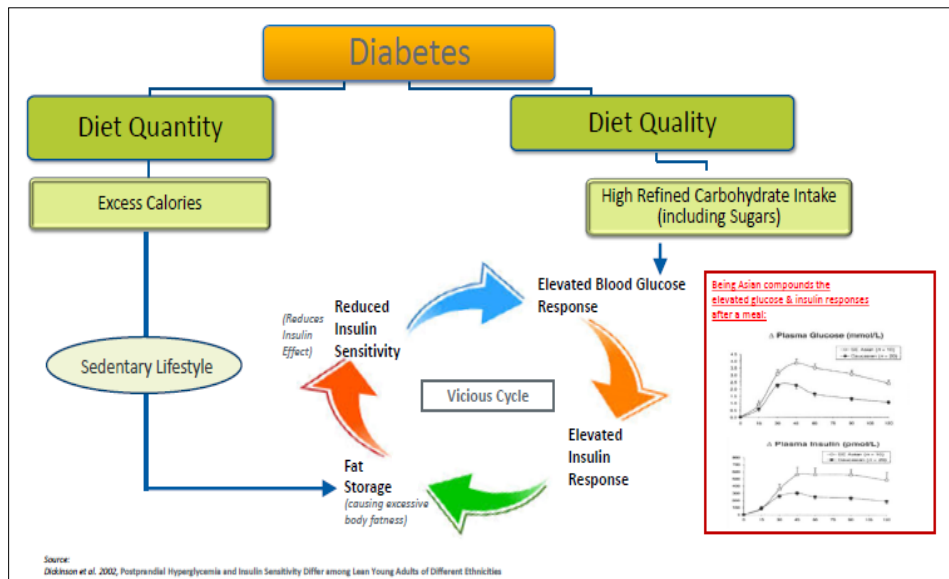 Diabetes
Diet Quantity
Diet Quality
Excess Calories
High Refined Carbohydrate Intake
(including Sugars)
Sedentary Lifestyle
(Reduces
Insulin
Effect)
Reduced
Insulin
Sensitivity
Elevated Blood Glucose
Response
Vicious Cycle
Elevated
Insulin
Response
Fat
Storage
(causing excessive
body fatness)
Being Asian compounds the
elevated glucose & insulin responses
after a meal:
Δ Plasma Glucose (mmol/L)
Δ Plasma Insulin (pmol/L)
Source:
Dickinson et al. 2002, Postprandial Hyperglycemia and Insulin Sensitivity Differ among Lean Young Adults of Different Ethnicities